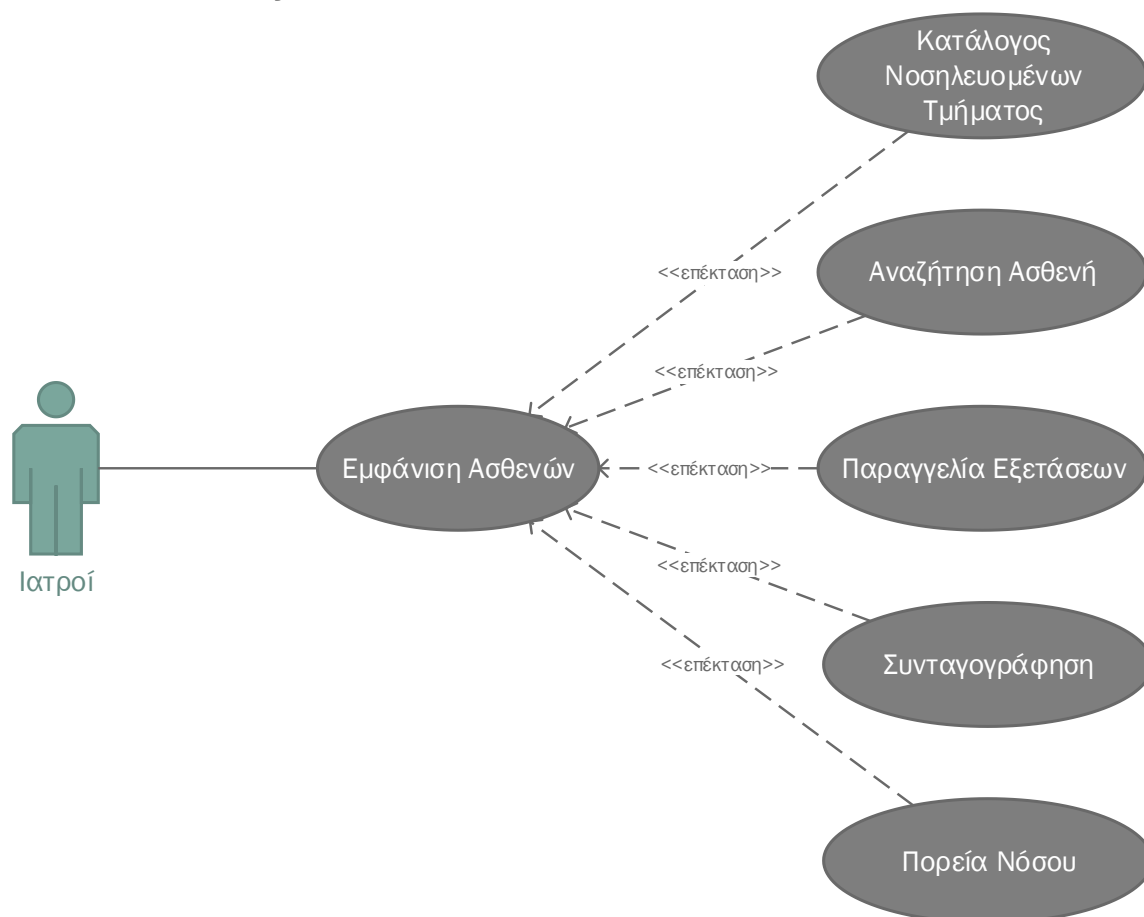 Κατάλογος
Νοσηλευομένων
Τμήματος
<<επέκταση>>
Αναζήτηση Ασθενή
<<επέκταση>>
Ιατροί
Εμφάνιση Ασθενών
<<επέκταση>>
Παραγγελία Εξετάσεων
<<επέκταση>>
Συνταγογράφηση
<<επέκταση>>
Πορεία Νόσου